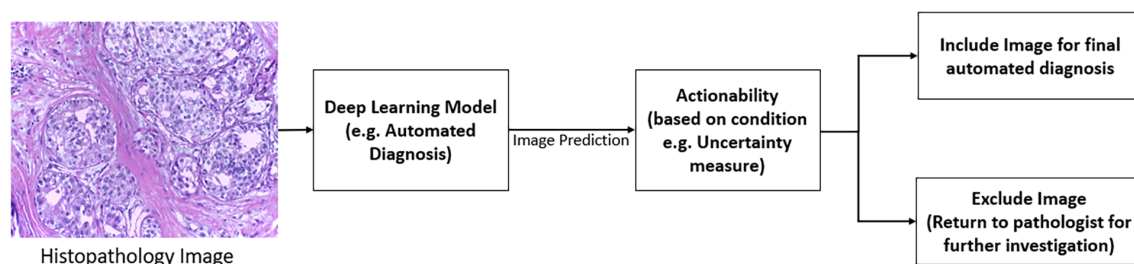 Histopathology Image
Deep Learning Model
(e.g. Automated
Diagnosis)
Image Prediction
Actionability
(based on condition
e.g. Uncertainty
measure)
Include Image for final
automated diagnosis
Exclude Image
(Return to pathologist for
further investigation)